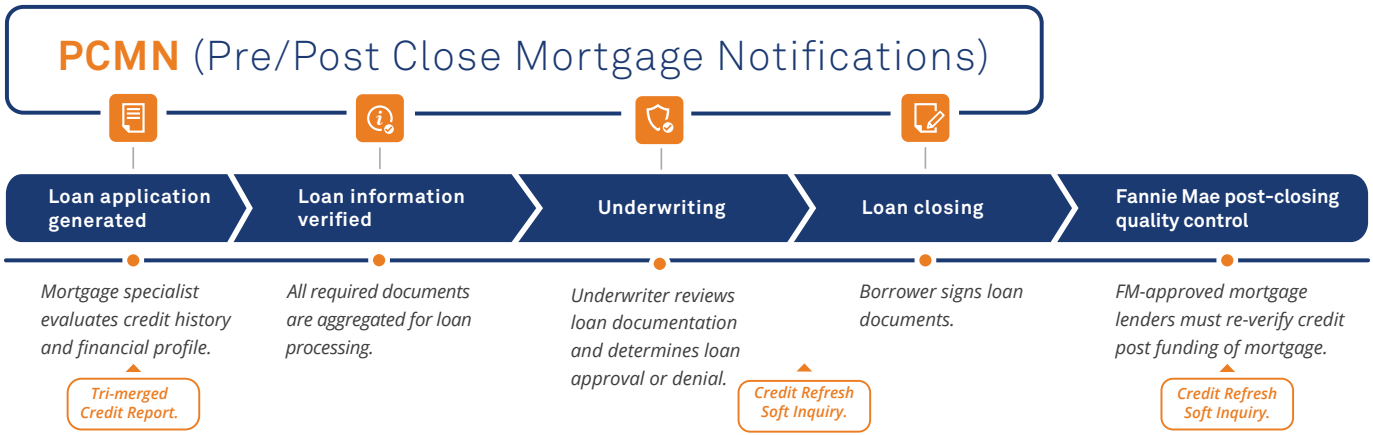 PCMN (Pre/Post Close Mortgage Notifications)
Loan application
generated
Loan information
verified
Underwriting
Loan closing
Fannie Mae post-closing
quality control
Mortgage specialist
evaluates credit history
and financial profile.
All required documents
are aggregated for loan
processing.
Underwriter reviews
loan documentation
and determines loan
approval or denial.
Borrower signs loan
documents.
FM-approved mortgage
lenders must re-verify credit
post funding of mortgage.
Tri-merged
Credit Report.
Credit Refresh
Soft Inquiry.
Credit Refresh
Soft Inquiry.